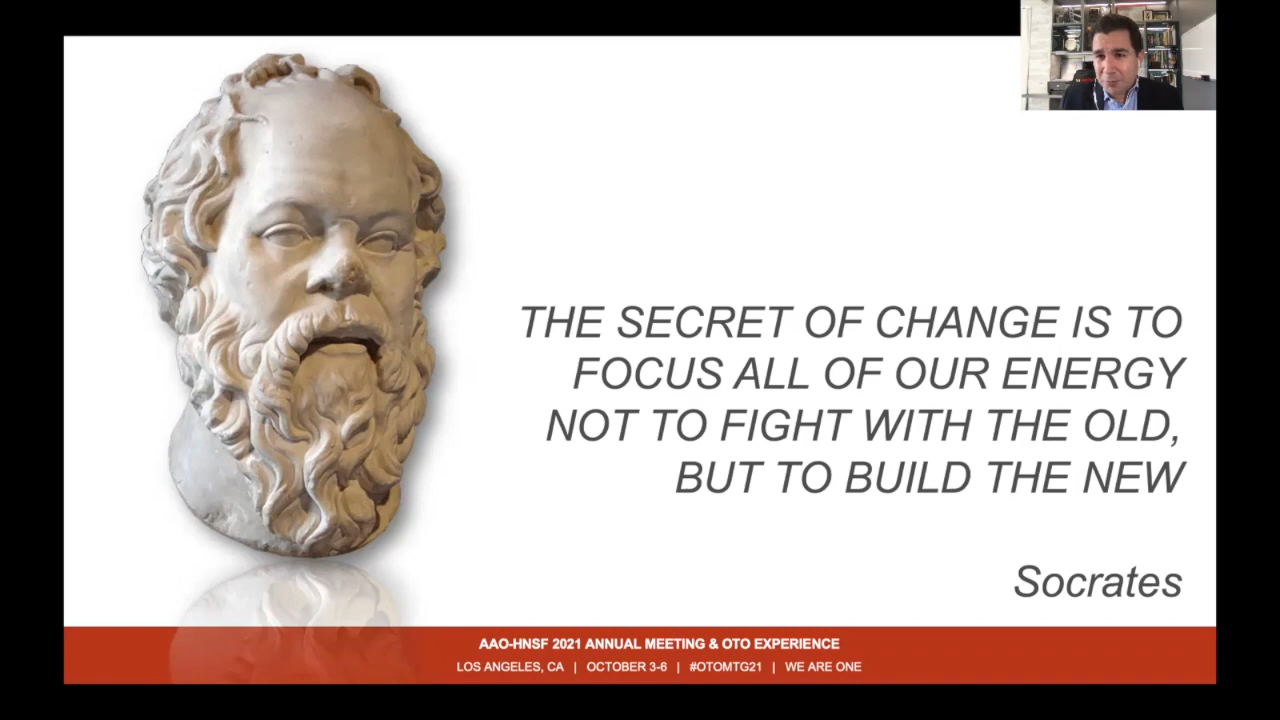 THE SECRET OF CHANGE IS TO
FOCUS ALL OF OUR ENERGY
NOT TO FIGHT WITH THE OLD,
BUT TO BUILD THE NEW
Socrates
AAO-HNSF 2021 ANNUAL MEETING & OTO EXPERIENCE
LOS ANGELES, CA | OCTOBER 3-6 | #OTOMTG21 | WE ARE ONE